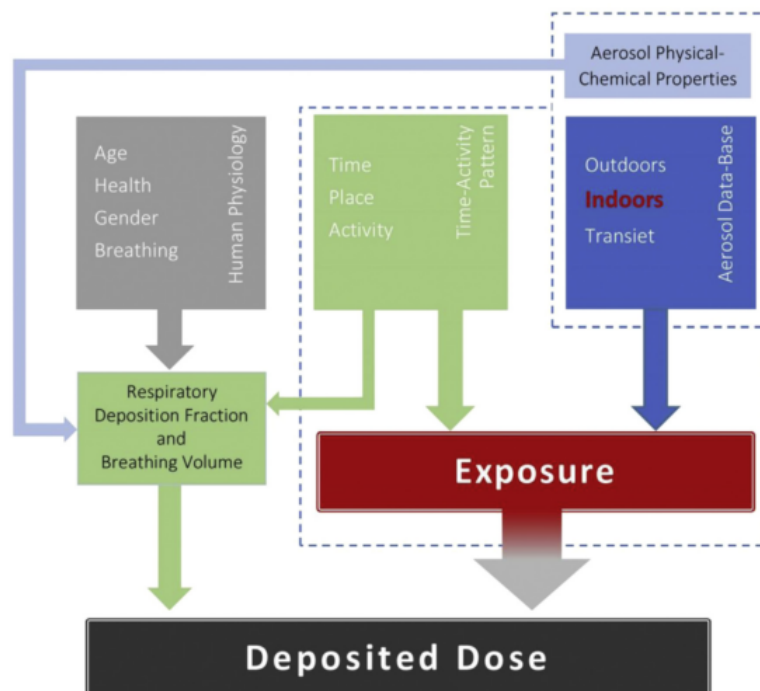 Aerosol Physical-
Chemical Properties
Age
Health
Gender
Breathing
Human Physiology
Time
Place
Activity
Time-Activity
Pattern
Outdoors
Indoors
Transiet
Aerosol Data-Base
Respiratory
Deposition Fraction
and
Breathing Volume
Exposure
Deposited Dose